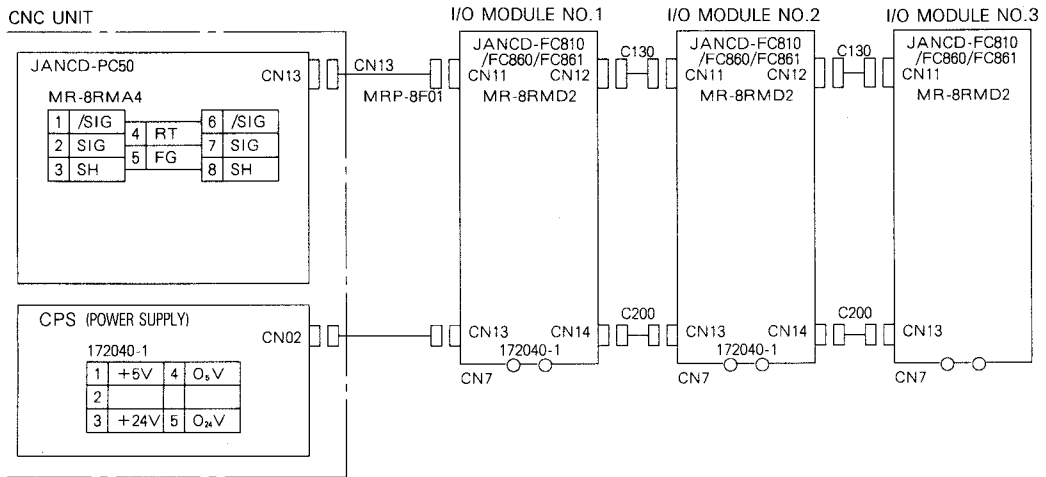 CNC UNIT
I/O MODULE NO.1
I/O MODULE NO.2
I/O MODULE NO.3
JANCD-PC50
CN13
MR-8RMA4
1 /SIG 4 RT 6 /SIG
2 SIG 5 FG 7 SIG
3 SH 8 SH
CN13
MRP-8F01
JANCD-FC810
/FC860/FC861
CN11 CN12
MR-8RMD2
C130
JANCD-FC810
/FC860/FC861
CN11 CN12
MR-8RMD2
C130
JANCD-FC810
/FC860/FC861
CN11
MR-8RMD2
CPS (POWER SUPPLY)
CN02
172040-1
1 +5V 4 O₅V
2
3 +24V 5 O₂₄V
CN13 CN14
172040-1
CN7
C200
CN13 CN14
172040-1
CN7
C200
CN13
CN7